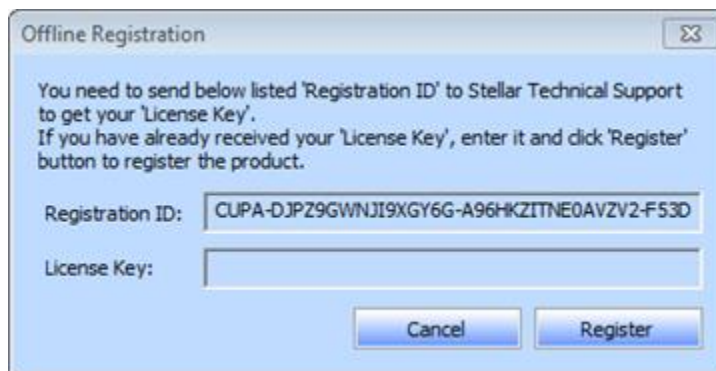 Offline Registration
You need to send below listed 'Registration ID' to Stellar Technical Support
to get your 'License Key'.
If you have already received your 'License Key', enter it and click 'Register'
button to register the product.
Registration ID: CUPA-DJPZ9GWNJI9XGY6G-A96HKZITNE0AVZV2-F53D
License Key:
Cancel Register